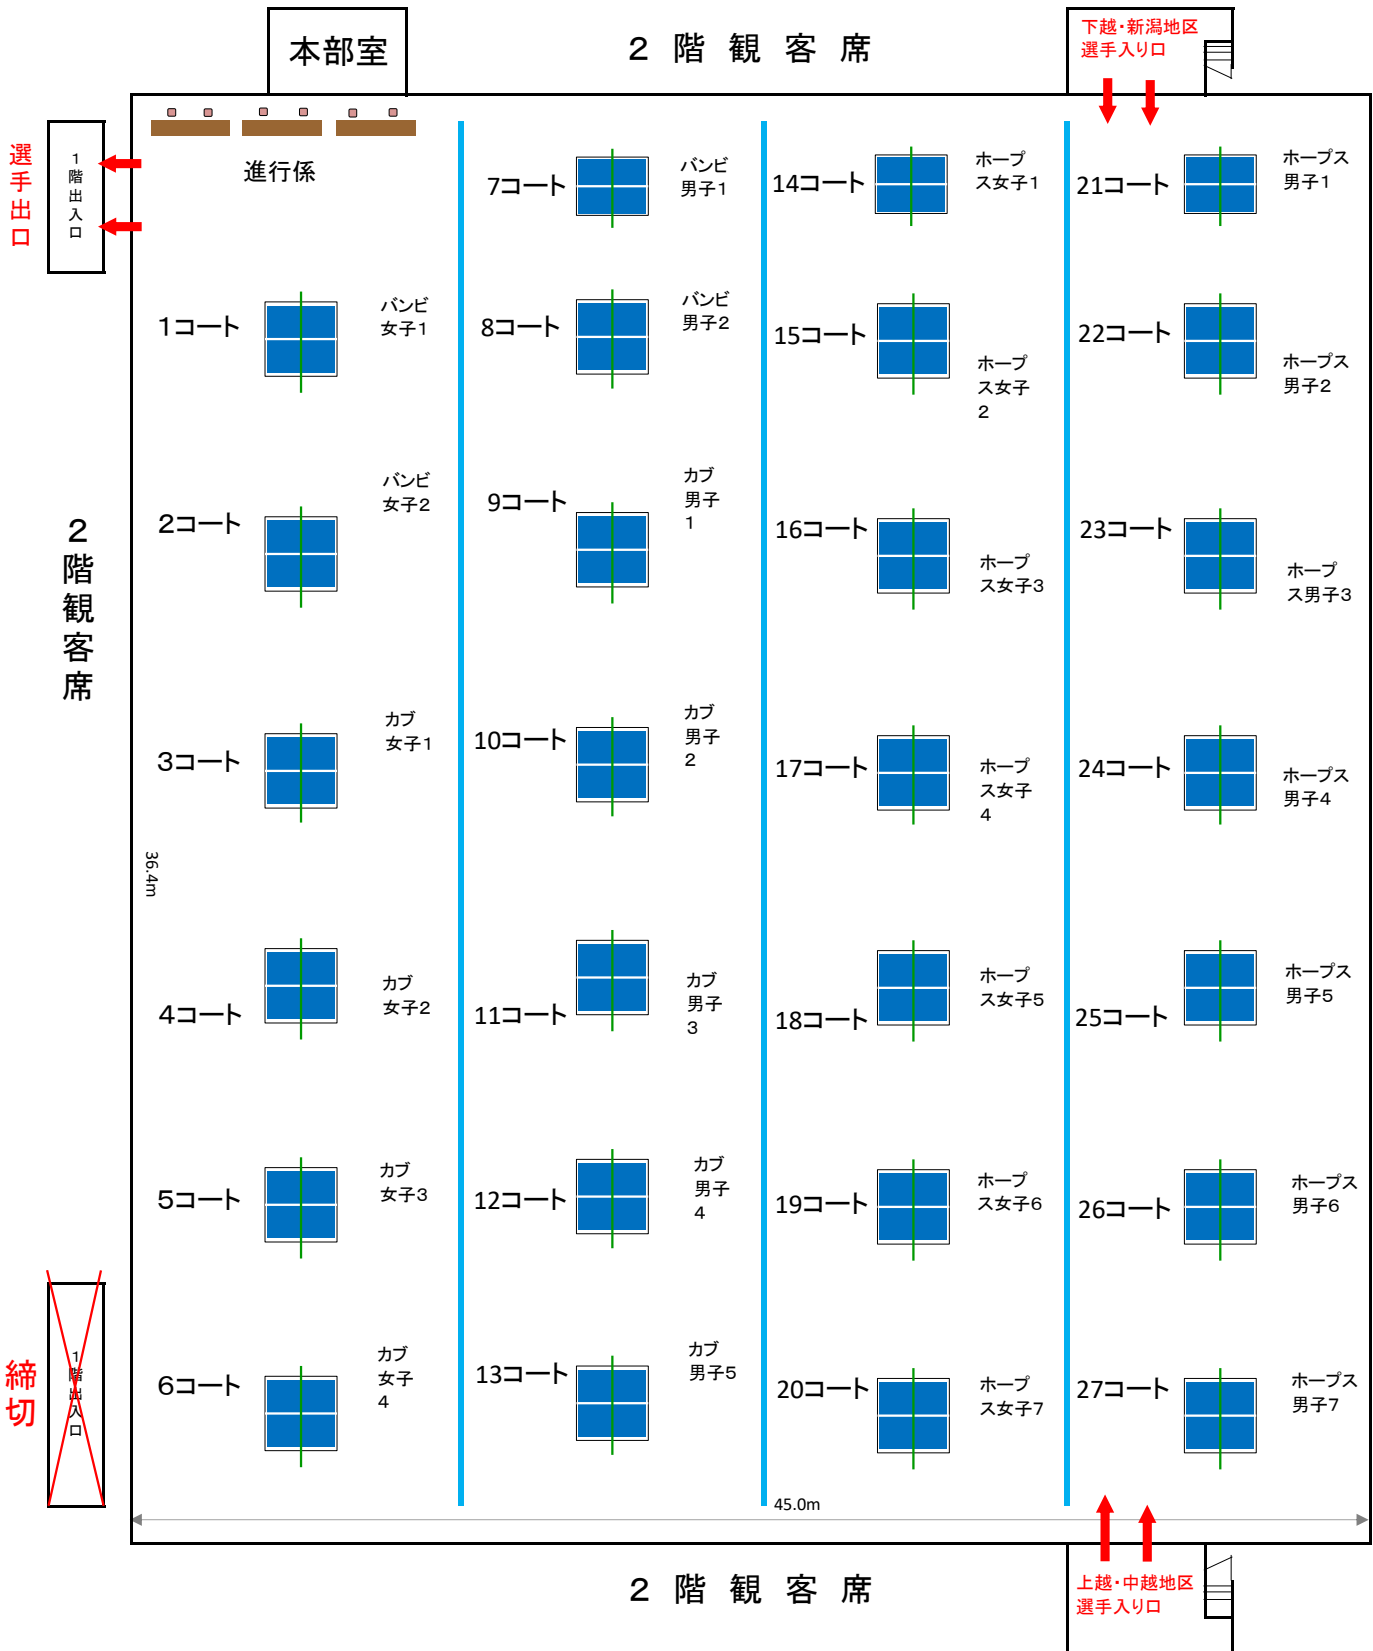 本部室
２ 階 観 客 席
下越・新潟地区
選手入り口
選手出口
1階出入口
進行係
7コート
バンビ
男子1
14コート
ホープ
ス女子1
21コート
ホープス
男子1
1コート
バンビ
女子1
8コート
バンビ
男子2
15コート
ホープ
ス女子
2
22コート
ホープス
男子2
2階観客席
2コート
バンビ
女子2
9コート
カブ
男子
1
16コート
ホープ
ス女子3
23コート
ホープ
ス男子3
3コート
カブ
女子1
10コート
カブ
男子
2
17コート
ホープ
ス女子
4
24コート
ホープス
男子4
36.4m
4コート
カブ
女子2
11コート
カブ
男子
3
18コート
ホープ
ス女子5
25コート
ホープス
男子5
5コート
カブ
女子3
12コート
カブ
男子
4
19コート
ホープ
ス女子6
26コート
ホープス
男子6
締切
1階出入口
6コート
カブ
女子
4
13コート
カブ
男子5
20コート
ホープ
ス女子7
27コート
ホープス
男子7
45.0m
２ 階 観 客 席
上越・中越地区
選手入り口